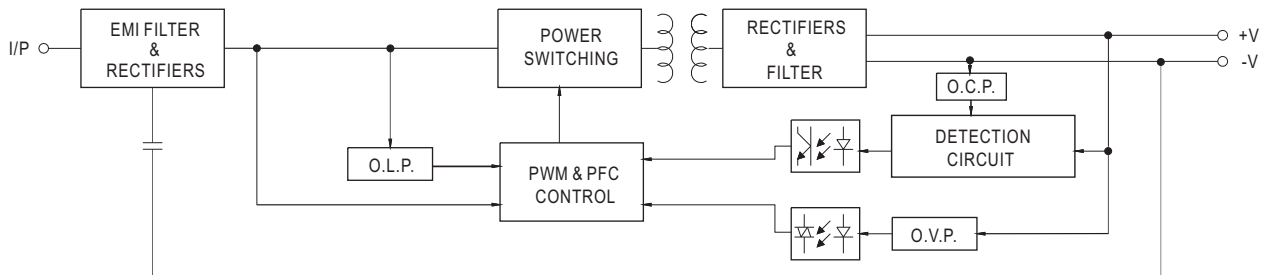 I/P
EMI FILTER
&
RECTIFIERS
POWER
SWITCHING
RECTIFIERS
&
FILTER
+V
-V
O.C.P.
DETECTION
CIRCUIT
O.L.P.
PWM & PFC
CONTROL
O.V.P.